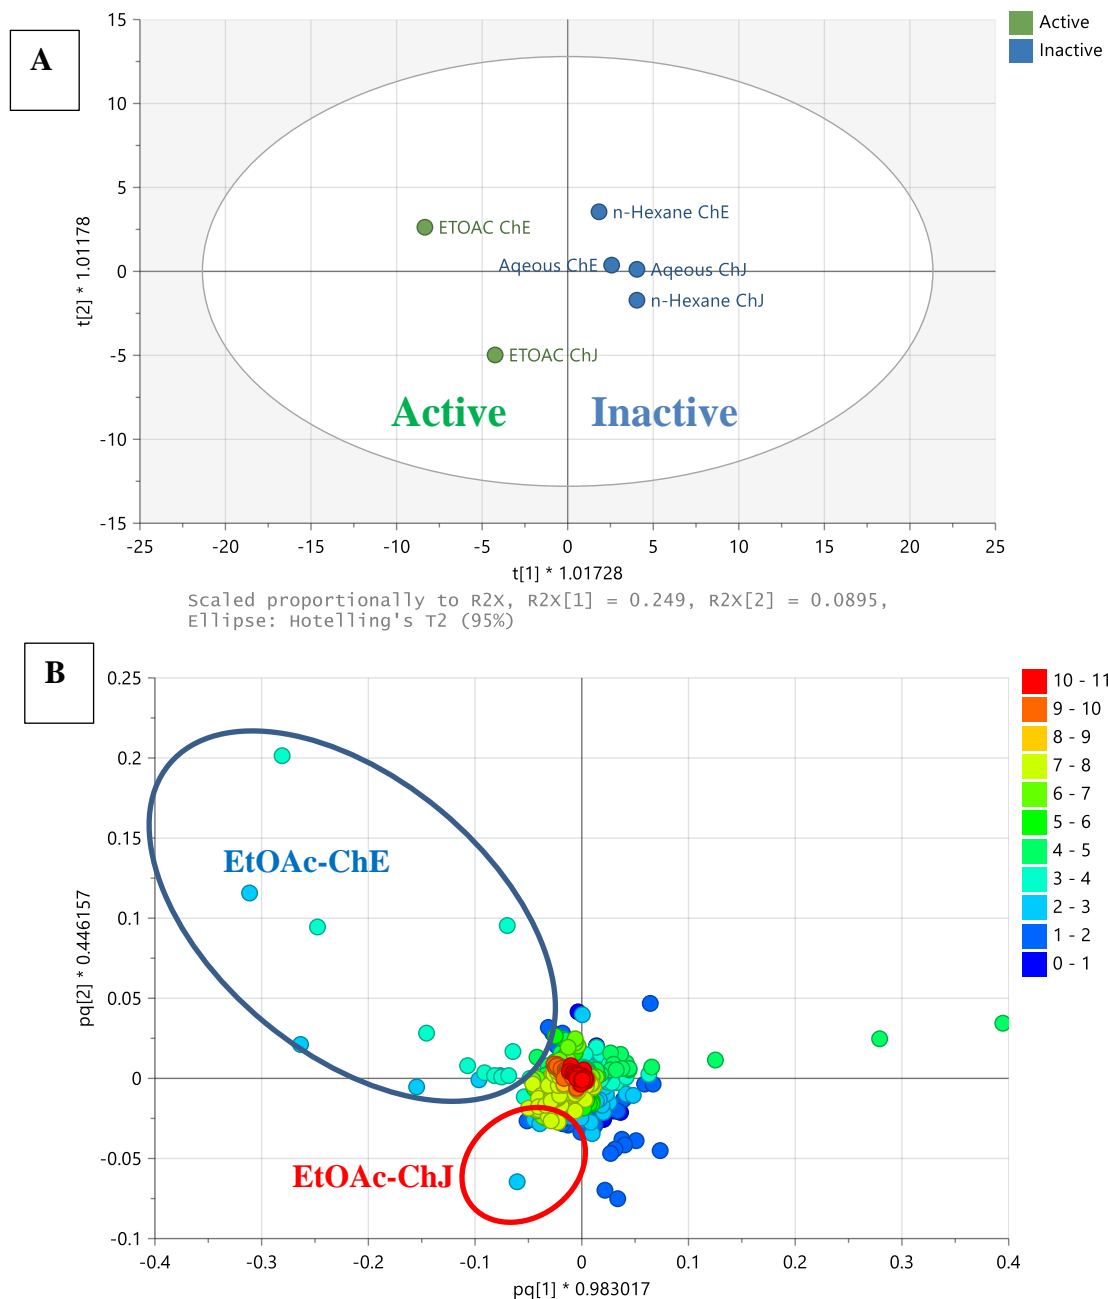 A
Active
Inactive
15
10
5
0
-5
-10
-15
t[2] * 1.01178
n-Hexane ChE
ETOAC ChE
Aqeous ChE
Aqeous ChJ
n-Hexane ChJ
ETOAC ChJ
Active Inactive
-25 -20 -15 -10 -5 0 5 10 15 20 25
t[1] * 1.01728
Scaled proportionally to R2X, R2X[1] = 0.249, R2X[2] = 0.0895,
Ellipse: Hotelling's T2 (95%)
B
10 - 11
9 - 10
8 - 9
7 - 8
6 - 7
5 - 6
4 - 5
3 - 4
2 - 3
1 - 2
0 - 1
0.25
0.2
0.15
0.1
0.05
0
-0.05
-0.1
pq[2] * 0.446157
EtOAc-ChE
EtOAc-ChJ
-0.4 -0.3 -0.2 -0.1 0 0.1 0.2 0.3 0.4
pq[1] * 0.983017